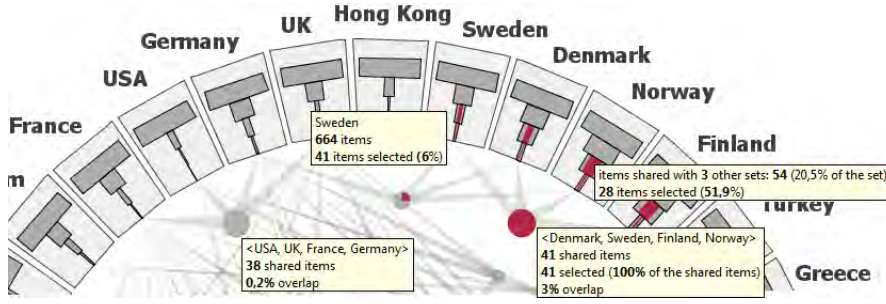 Hong Kong
UK
Sweden
Germany
Denmark
USA
Norway
France
Finland
m
Turkey
Greece
Sweden
664 items
41 items selected (6%)
items shared with 3 other sets: 54 (20,5% of the set)
28 items selected (51,9%)
<USA, UK, France, Germany>
38 shared items
0,2% overlap
<Denmark, Sweden, Finland, Norway>
41 shared items
41 selected (100% of the shared items)
3% overlap